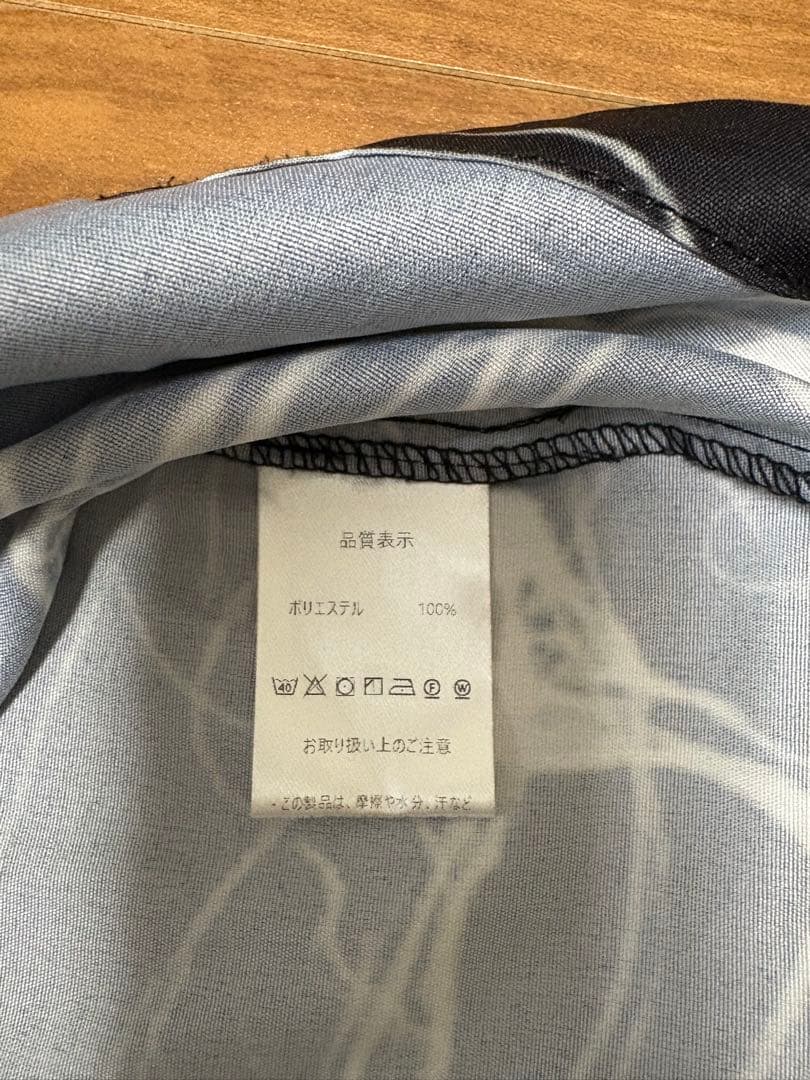 品質表示
ポリエステル 100%
40 F W
お取り扱い上のご注意
・この製品は、摩擦や水分、汗など